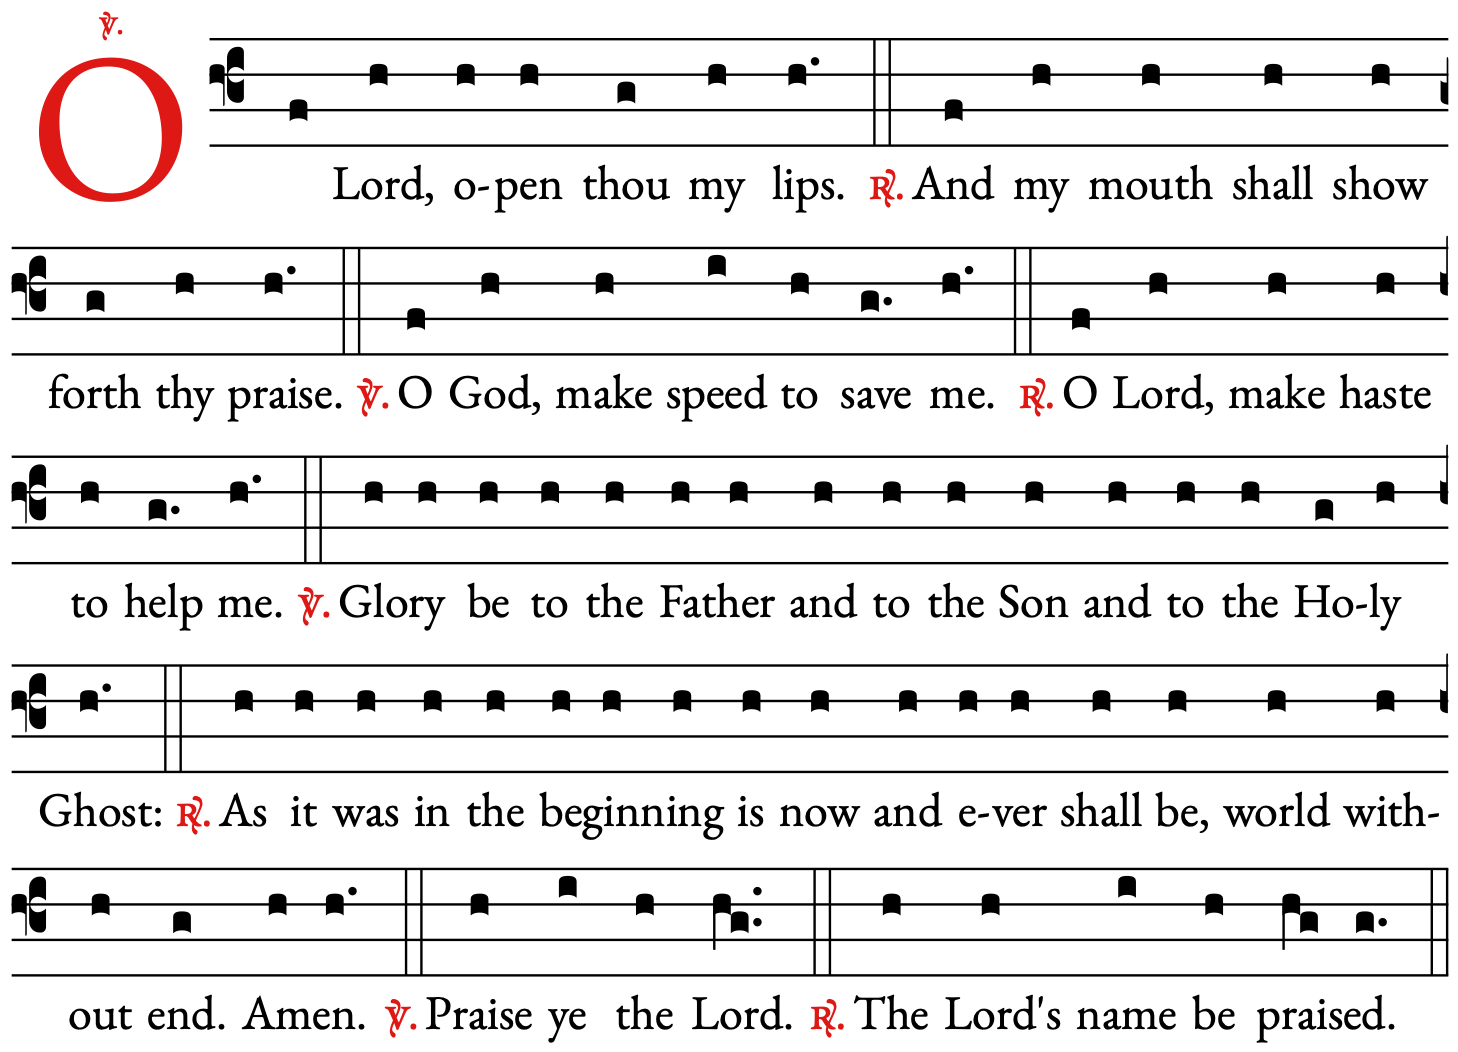 ℣.
O Lord, o-pen thou my lips. ℟. And my mouth shall show
forth thy praise. ℣. O God, make speed to save me. ℟. O Lord, make haste
to help me. ℣. Glory be to the Father and to the Son and to the Ho-ly
Ghost: ℟. As it was in the beginning is now and e-ver shall be, world with-
out end. Amen. ℣. Praise ye the Lord. ℟. The Lord's name be praised.